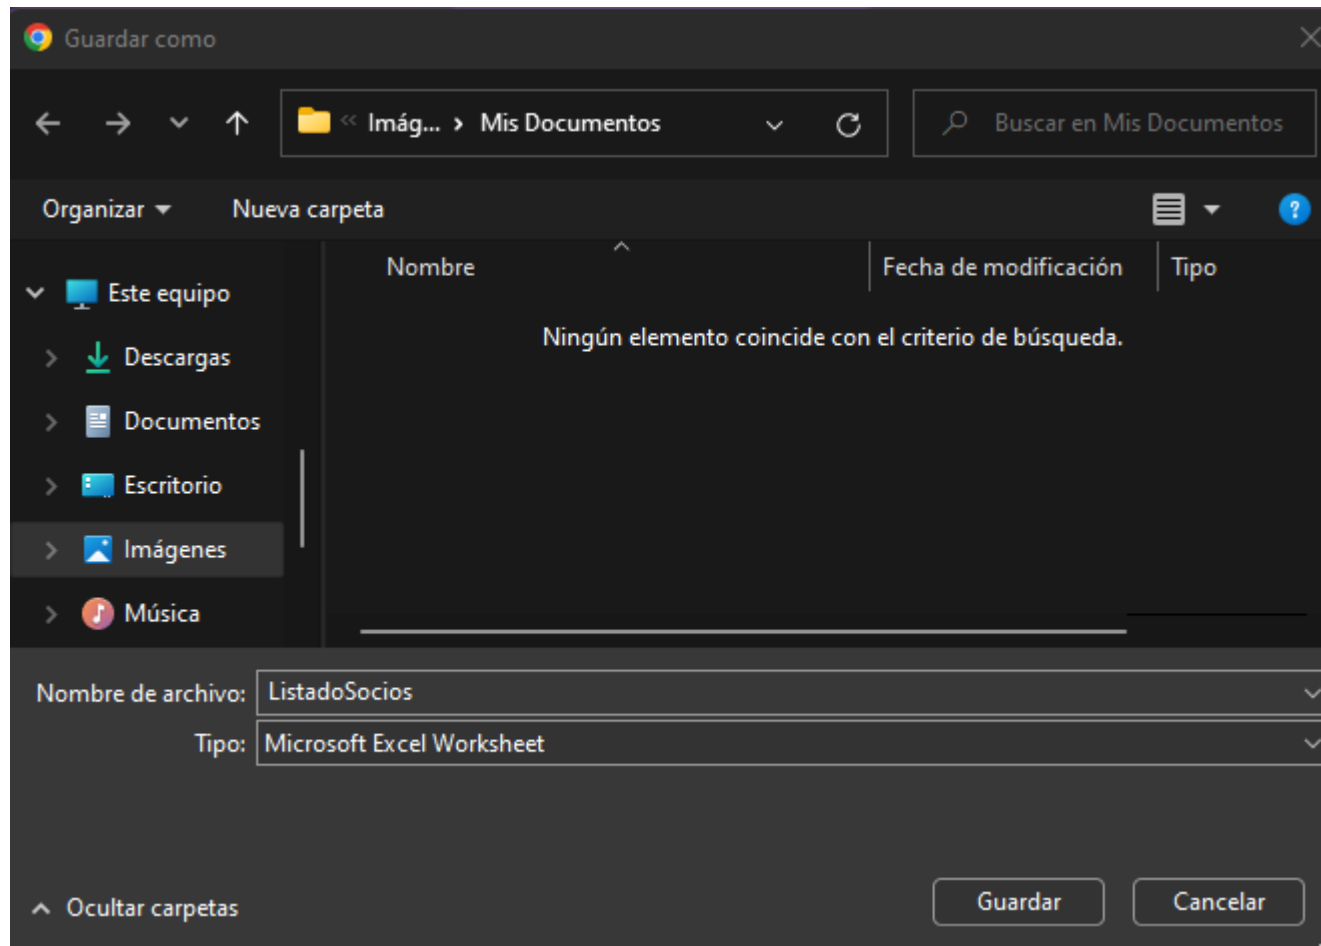 Guardar como
« Imág... › Mis Documentos
Buscar en Mis Documentos
Organizar
Nueva carpeta
?
Nombre
Fecha de modificación
Tipo
Este equipo
Ningún elemento coincide con el criterio de búsqueda.
Descargas
Documentos
Escritorio
Imágenes
Música
Nombre de archivo: ListadoSocios
Tipo: Microsoft Excel Worksheet
Ocultar carpetas
Guardar
Cancelar